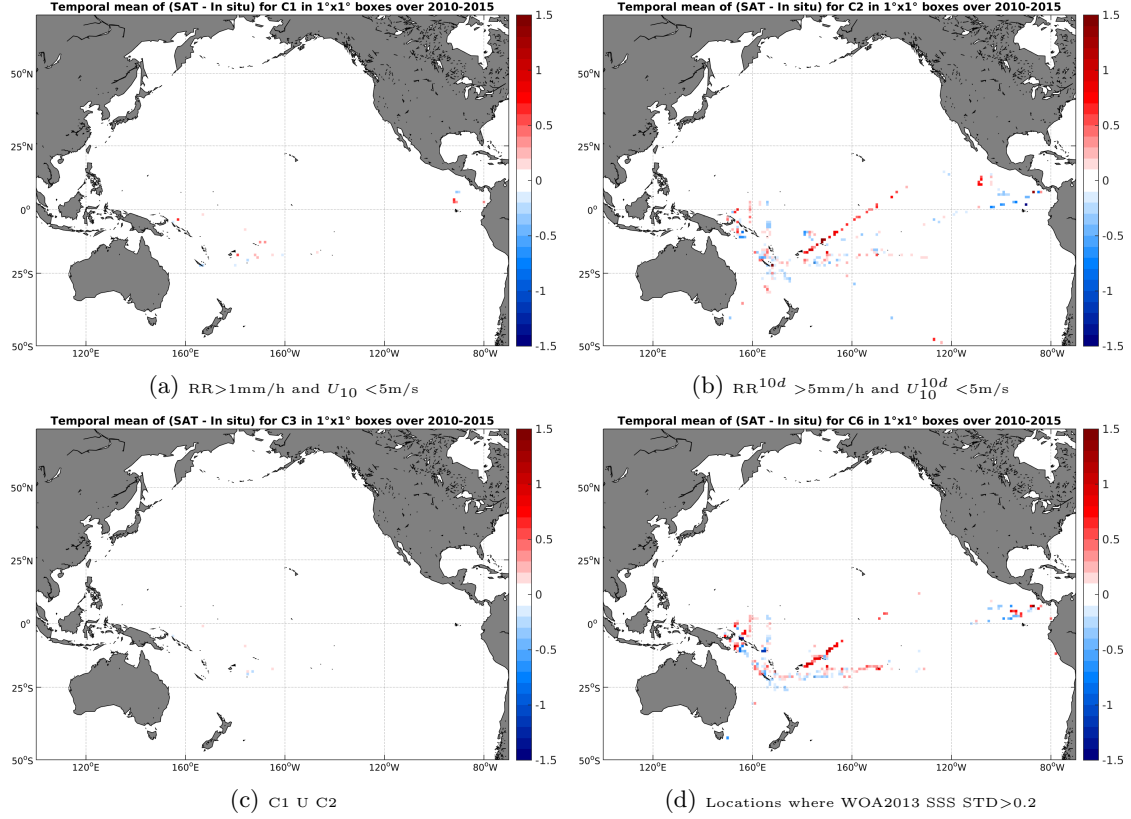 Temporal mean of (SAT - In situ) for C1 in 1°x1° boxes over 2010-2015
50°N
25°N
0°
25°S
50°S
120°E
160°E
160°W
120°W
80°W
1.5
1
0.5
0
-0.5
-1
-1.5
(a) RR>1mm/h and U10 <5m/s
Temporal mean of (SAT - In situ) for C2 in 1°x1° boxes over 2010-2015
50°N
25°N
0°
25°S
50°S
120°E
160°E
160°W
120°W
80°W
1.5
1
0.5
0
-0.5
-1
-1.5
(b) RR^10d >5mm/h and U10^10d <5m/s
Temporal mean of (SAT - In situ) for C3 in 1°x1° boxes over 2010-2015
50°N
25°N
0°
25°S
50°S
120°E
160°E
160°W
120°W
80°W
1.5
1
0.5
0
-0.5
-1
-1.5
(c) C1 U C2
Temporal mean of (SAT - In situ) for C6 in 1°x1° boxes over 2010-2015
50°N
25°N
0°
25°S
50°S
120°E
160°E
160°W
120°W
80°W
1.5
1
0.5
0
-0.5
-1
-1.5
(d) Locations where WOA2013 SSS STD>0.2